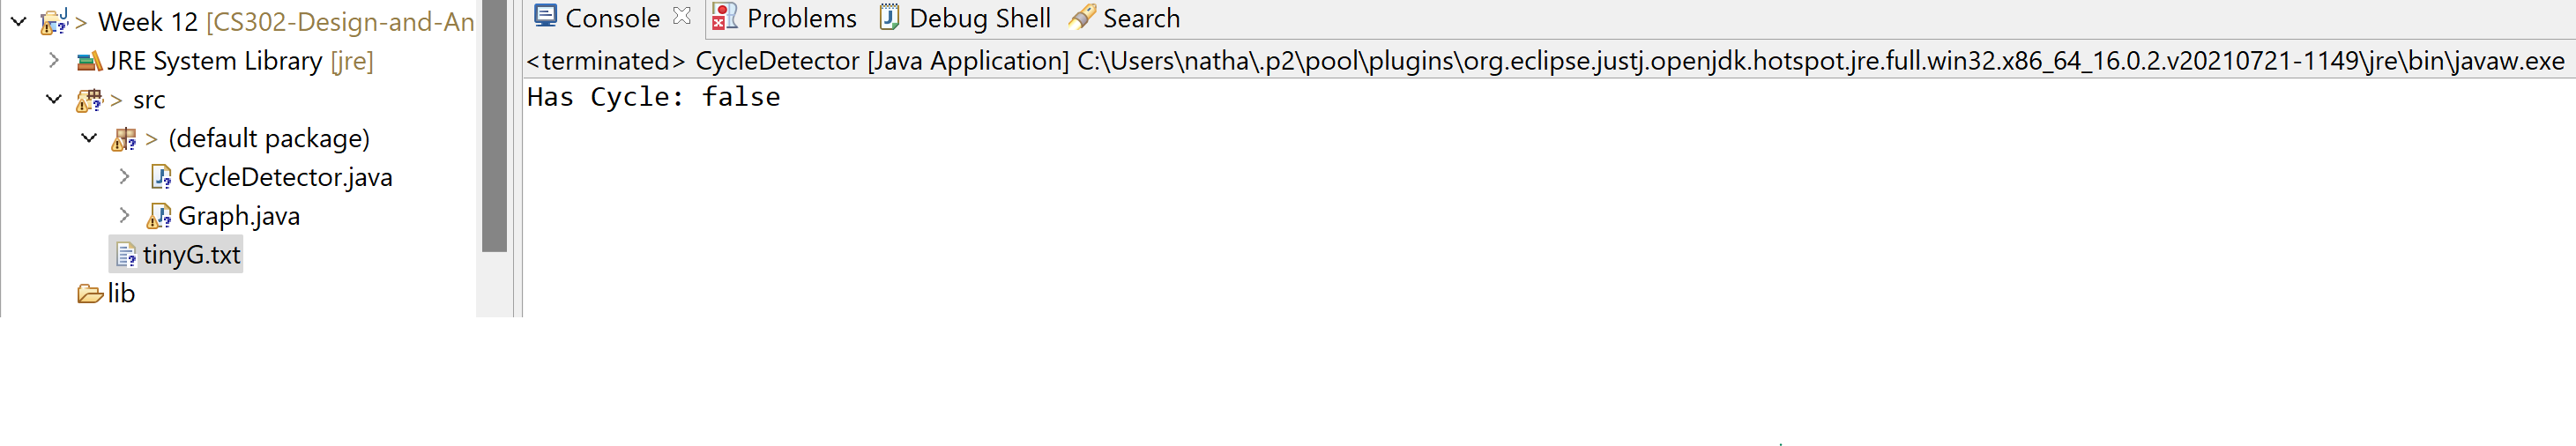 > Week 12 [CS302-Design-and-An
JRE System Library [jre]
> src
> (default package)
CycleDetector.java
Graph.java
tinyG.txt
lib
Console Problems Debug Shell Search
<terminated> CycleDetector [Java Application] C:\Users\natha\.p2\pool\plugins\org.eclipse.justj.openjdk.hotspot.jre.full.win32.x86_64_16.0.2.v20210721-1149\jre\bin\javaw.exe
Has Cycle: false